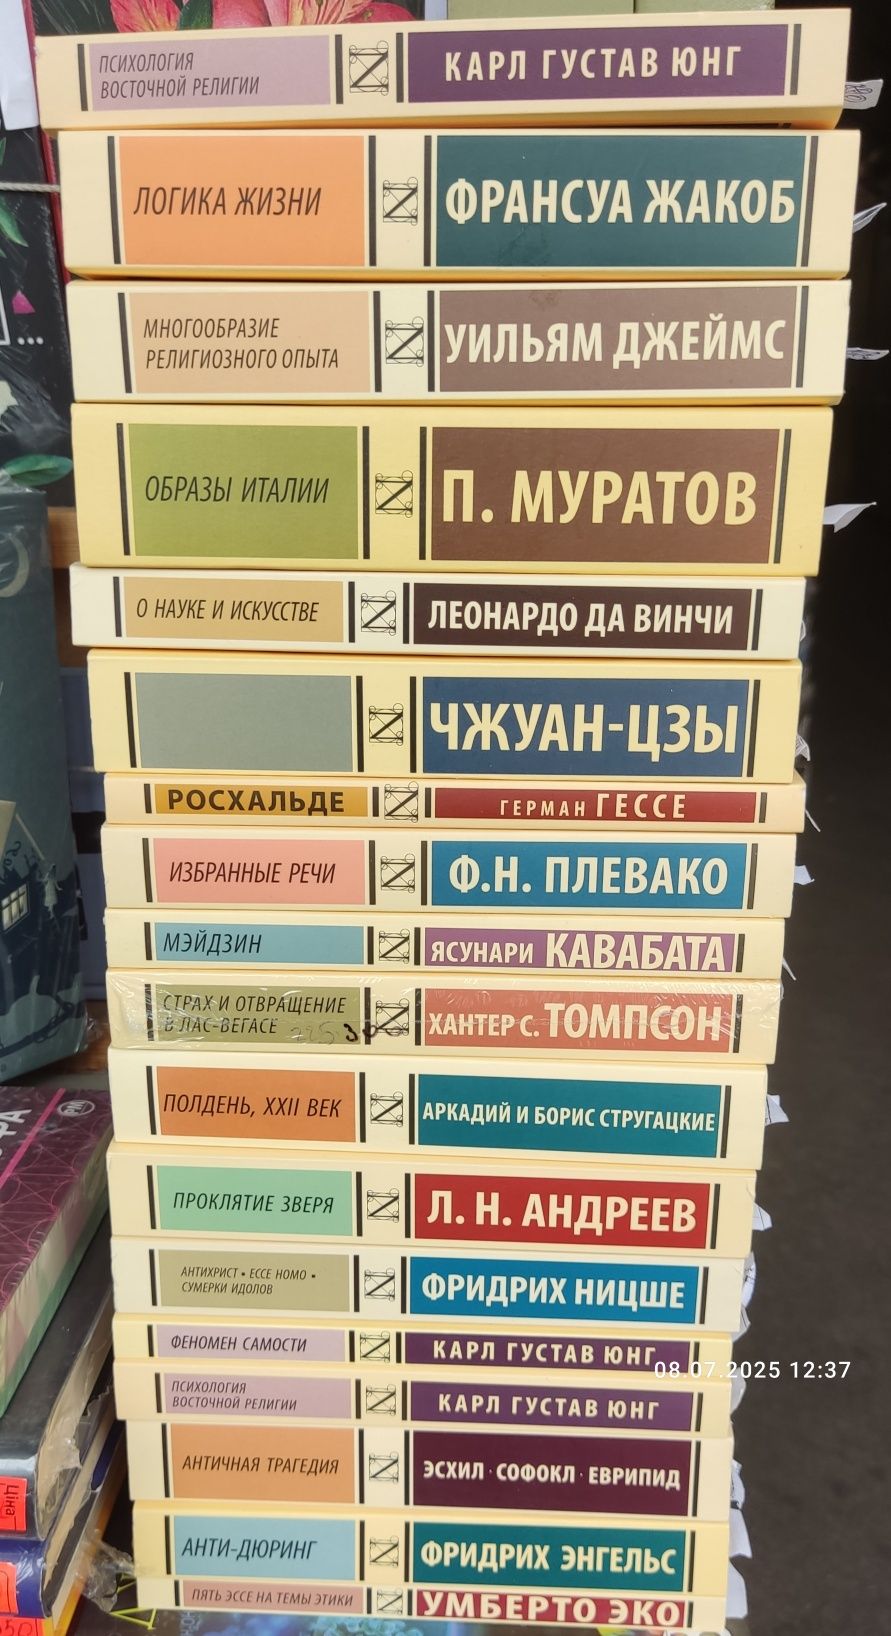 ПСИХОЛОГИЯ
ВОСТОЧНОЙ РЕЛИГИИ
КАРЛ ГУСТАВ ЮНГ
ЛОГИКА ЖИЗНИ
ФРАНСУА ЖАКОБ
МНОГООБРАЗИЕ
РЕЛИГИОЗНОГО ОПЫТА
УИЛЬЯМ ДЖЕЙМС
ОБРАЗЫ ИТАЛИИ
П. МУРАТОВ
О НАУКЕ И ИСКУССТВЕ
ЛЕОНАРДО ДА ВИНЧИ
ЧЖУАН-ЦЗЫ
РОСХАЛЬДЕ
ГЕРМАН ГЕССЕ
ИЗБРАННЫЕ РЕЧИ
Ф.Н. ПЛЕВАКО
МЭЙДЗИН
ЯСУНАРИ КАВАБАТА
СТРАХ И ОТВРАЩЕНИЕ
В ЛАС-ВЕГАСЕ
ХАНТЕР С. ТОМПСОН
ПОЛДЕНЬ, XXII ВЕК
АРКАДИЙ И БОРИС СТРУГАЦКИЕ
ПРОКЛЯТИЕ ЗВЕРЯ
Л. Н. АНДРЕЕВ
АНТИХРИСТ • ECCE HOMO •
СУМЕРКИ ИДОЛОВ
ФРИДРИХ НИЦШЕ
ФЕНОМЕН САМОСТИ
КАРЛ ГУСТАВ ЮНГ
08.07.2025 12:37
ПСИХОЛОГИЯ
ВОСТОЧНОЙ РЕЛИГИИ
КАРЛ ГУСТАВ ЮНГ
АНТИЧНАЯ ТРАГЕДИЯ
ЭСХИЛ · СОФОКЛ · ЕВРИПИД
АНТИ-ДЮРИНГ
ФРИДРИХ ЭНГЕЛЬС
ПЯТЬ ЭССЕ НА ТЕМЫ ЭТИКИ
УМБЕРТО ЭКО
Ціна